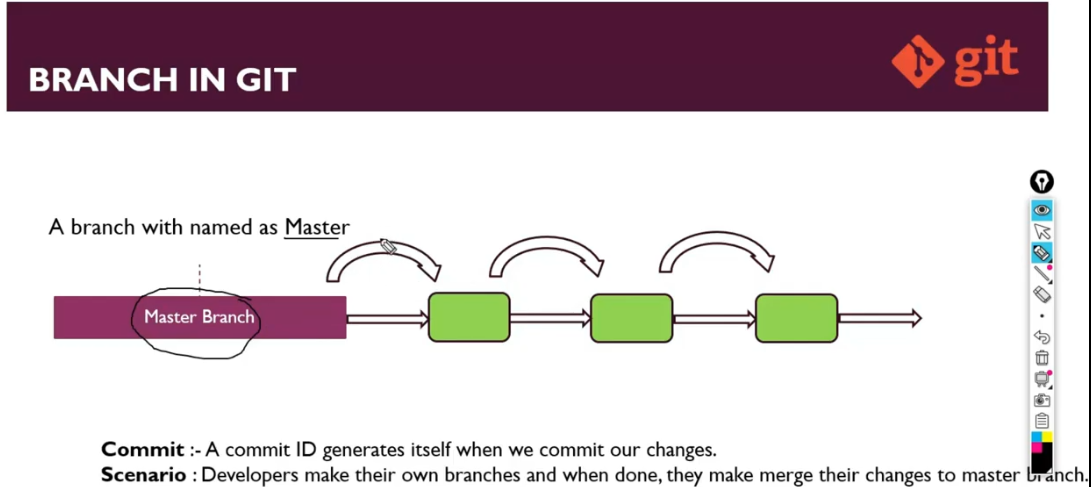 BRANCH IN GIT
git
A branch with named as Master
Master Branch
Commit :- A commit ID generates itself when we commit our changes.
Scenario : Developers make their own branches and when done, they make merge their changes to master branch.